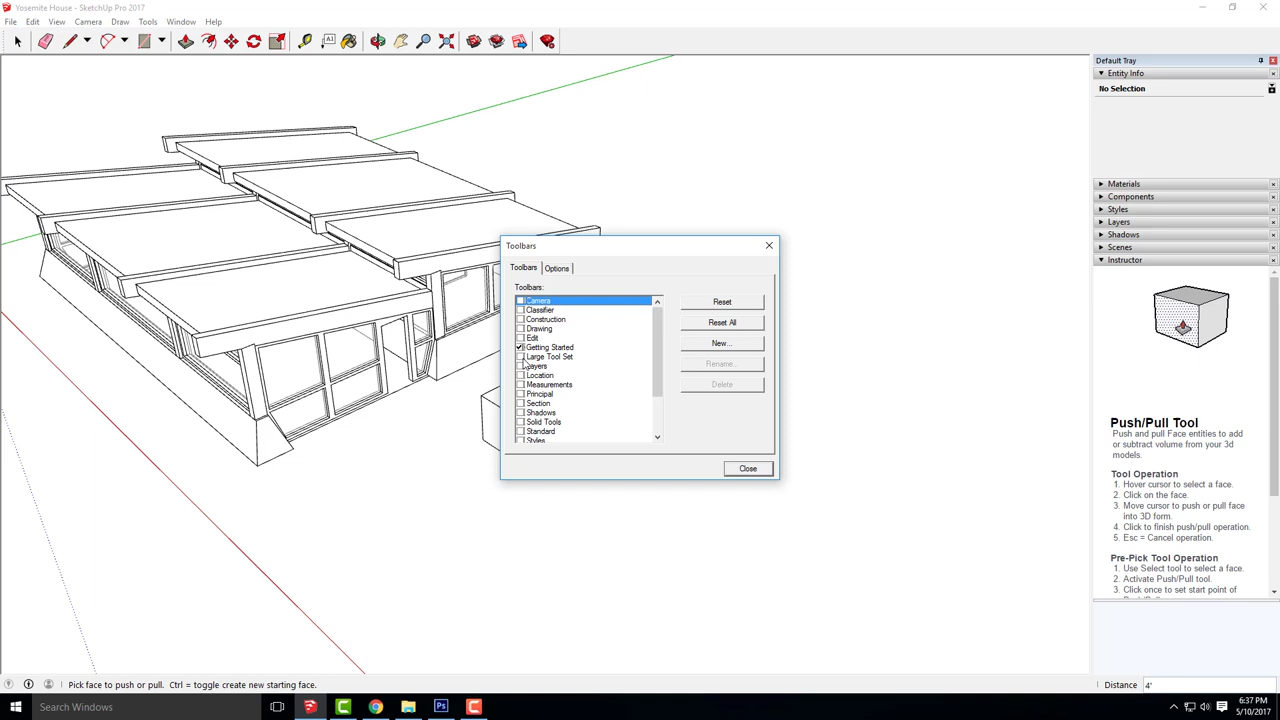 Yosemite House - SketchUp Pro 2017
File Edit View Camera Draw Tools Window Help
A1
Default Tray
Entity Info
No Selection
Materials
Components
Styles
Layers
Shadows
Scenes
Instructor
Toolbars
Toolbars Options
Toolbars:
Camera
Classifier
Construction
Drawing
Edit
Getting Started
Large Tool Set
Layers
Location
Measurements
Principal
Section
Shadows
Solid Tools
Standard
Styles
Reset
Reset All
New...
Rename...
Delete
Close
Push/Pull Tool
Push and pull Face entities to add
or subtract volume from your 3d
models.
Tool Operation
1. Hover cursor to select a face.
2. Click on the face.
3. Move cursor to push or pull face
into 3D form.
4. Click to finish push/pull operation.
5. Esc = Cancel operation.
Pre-Pick Tool Operation
1. Use Select tool to select a face.
2. Activate Push/Pull tool.
3. Click once to set start point of
Pick face to push or pull. Ctrl = toggle create new starting face.
Distance 4'
Search Windows
6:37 PM
5/10/2017